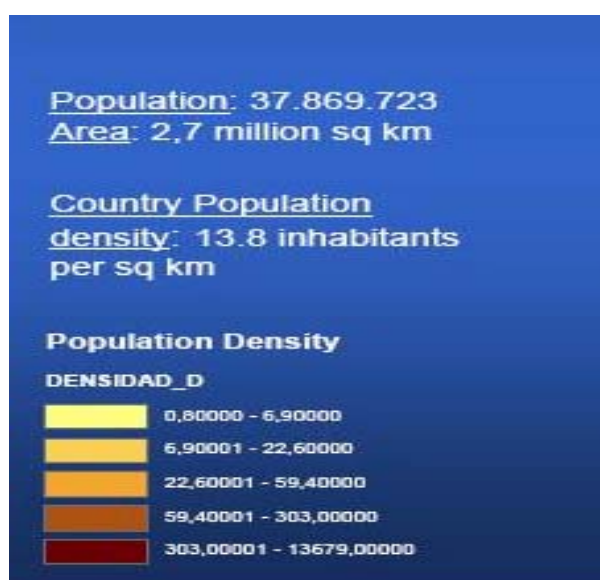 Population: 37.869.723
Area: 2,7 million sq km
Country Population
density: 13.8 inhabitants
per sq km
Population Density
DENSIDAD_D
0,80000 - 6,90000
6,90001 - 22,60000
22,60001 - 59,40000
59,40001 - 303,00000
303,00001 - 13679,00000